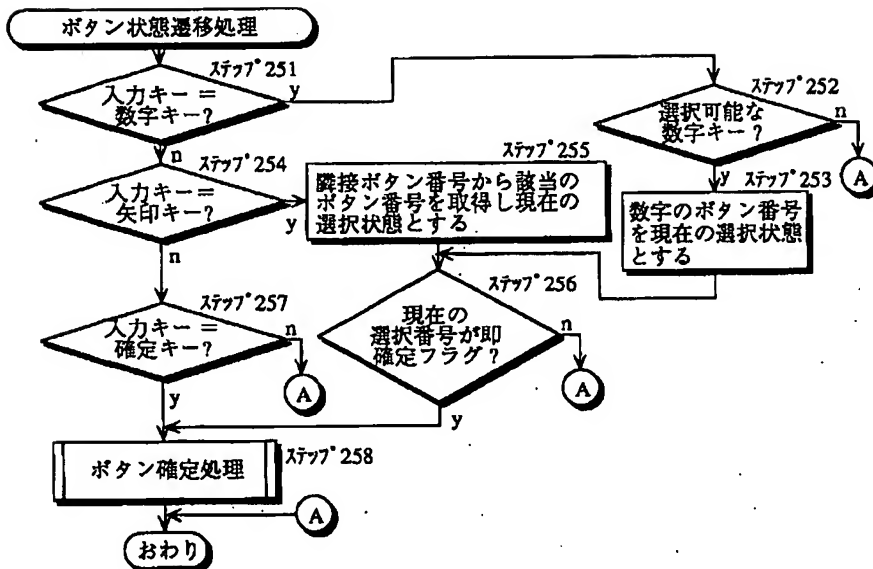 ボタン状態遷移処理
ステップ251
入力キー＝
数字キー?
y
n
ステップ252
選択可能な
数字キー?
n
y
A
ステップ253
数字のボタン番号
を現在の選択状態
とする
ステップ254
入力キー＝
矢印キー?
y
n
ステップ255
隣接ボタン番号から該当の
ボタン番号を取得し現在の
選択状態とする
ステップ256
現在の
選択番号が即
確定フラグ?
n
y
A
ステップ257
入力キー＝
確定キー?
n
y
A
ステップ258
ボタン確定処理
A
おわり